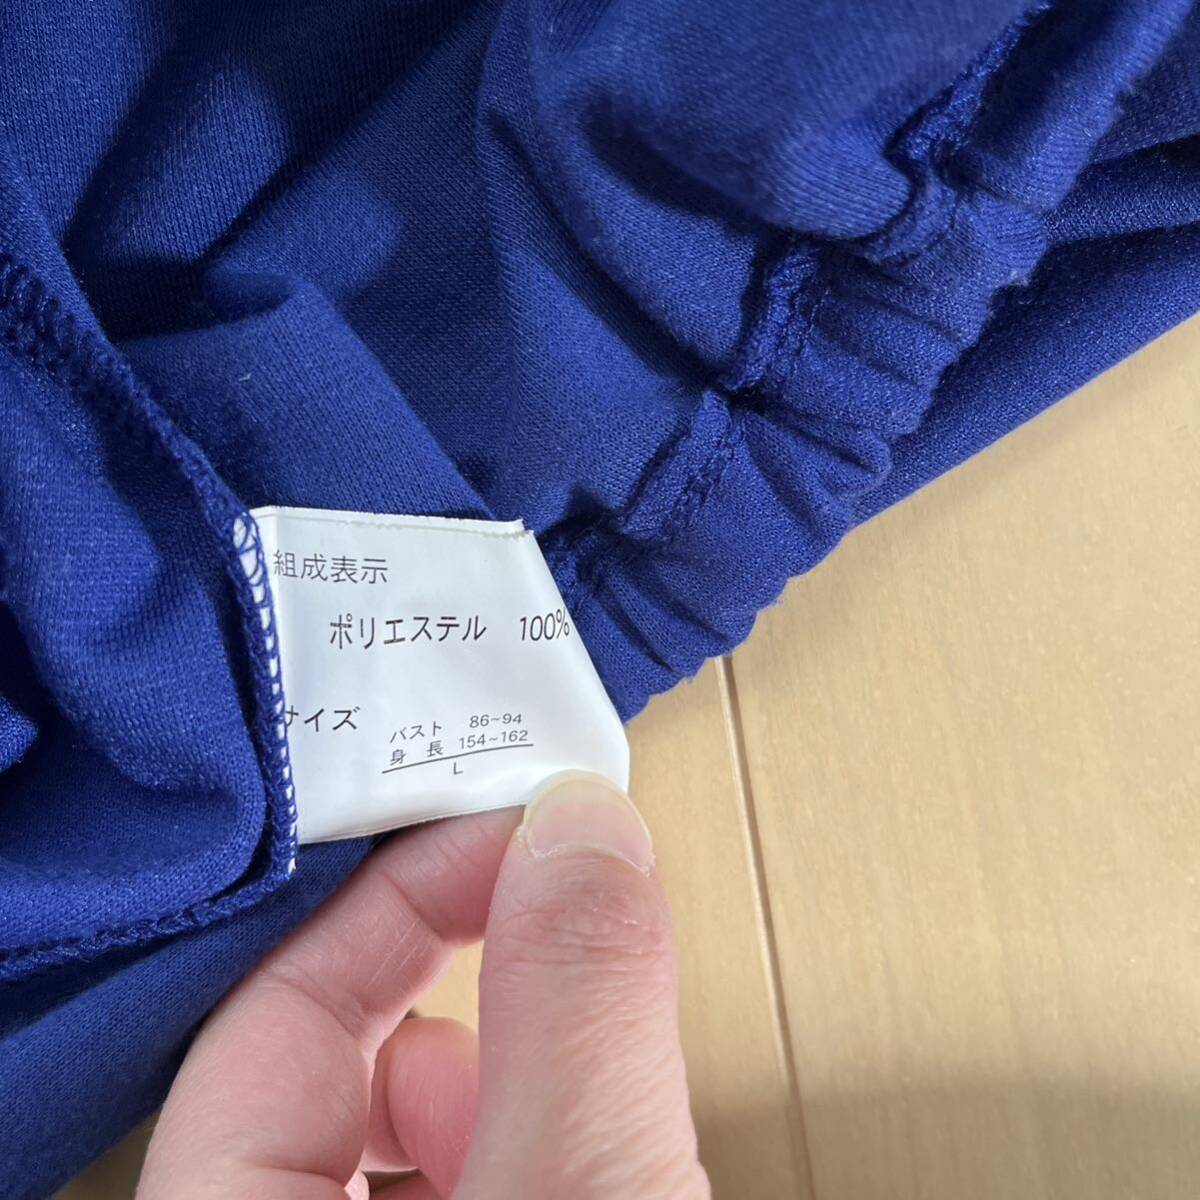 組成表示
ポリエステル 100%
サイズ
バスト 86~94
身長 154~162
L